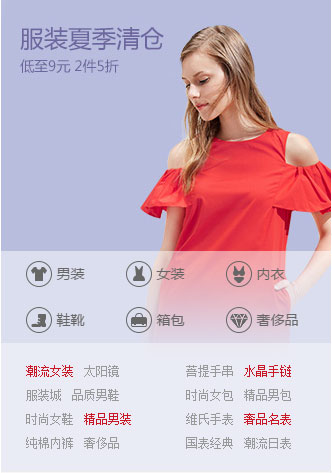 服装夏季清仓
低至9元 2件5折
男装 女装 内衣
鞋靴 箱包 奢侈品
潮流女装 太阳镜 菩提手串 水晶手链
服装城 品质男鞋 时尚女包 精品男包
时尚女鞋 精品男装 维氏手表 奢品名表
纯棉内裤 奢侈品 国表经典 潮流日表